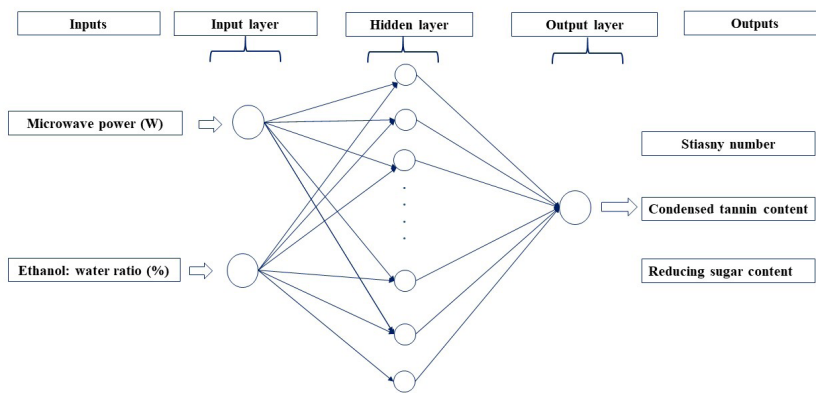 Inputs
Input layer
Hidden layer
Output layer
Outputs
Microwave power (W)
Stiasny number
Condensed tannin content
Ethanol: water ratio (%)
Reducing sugar content